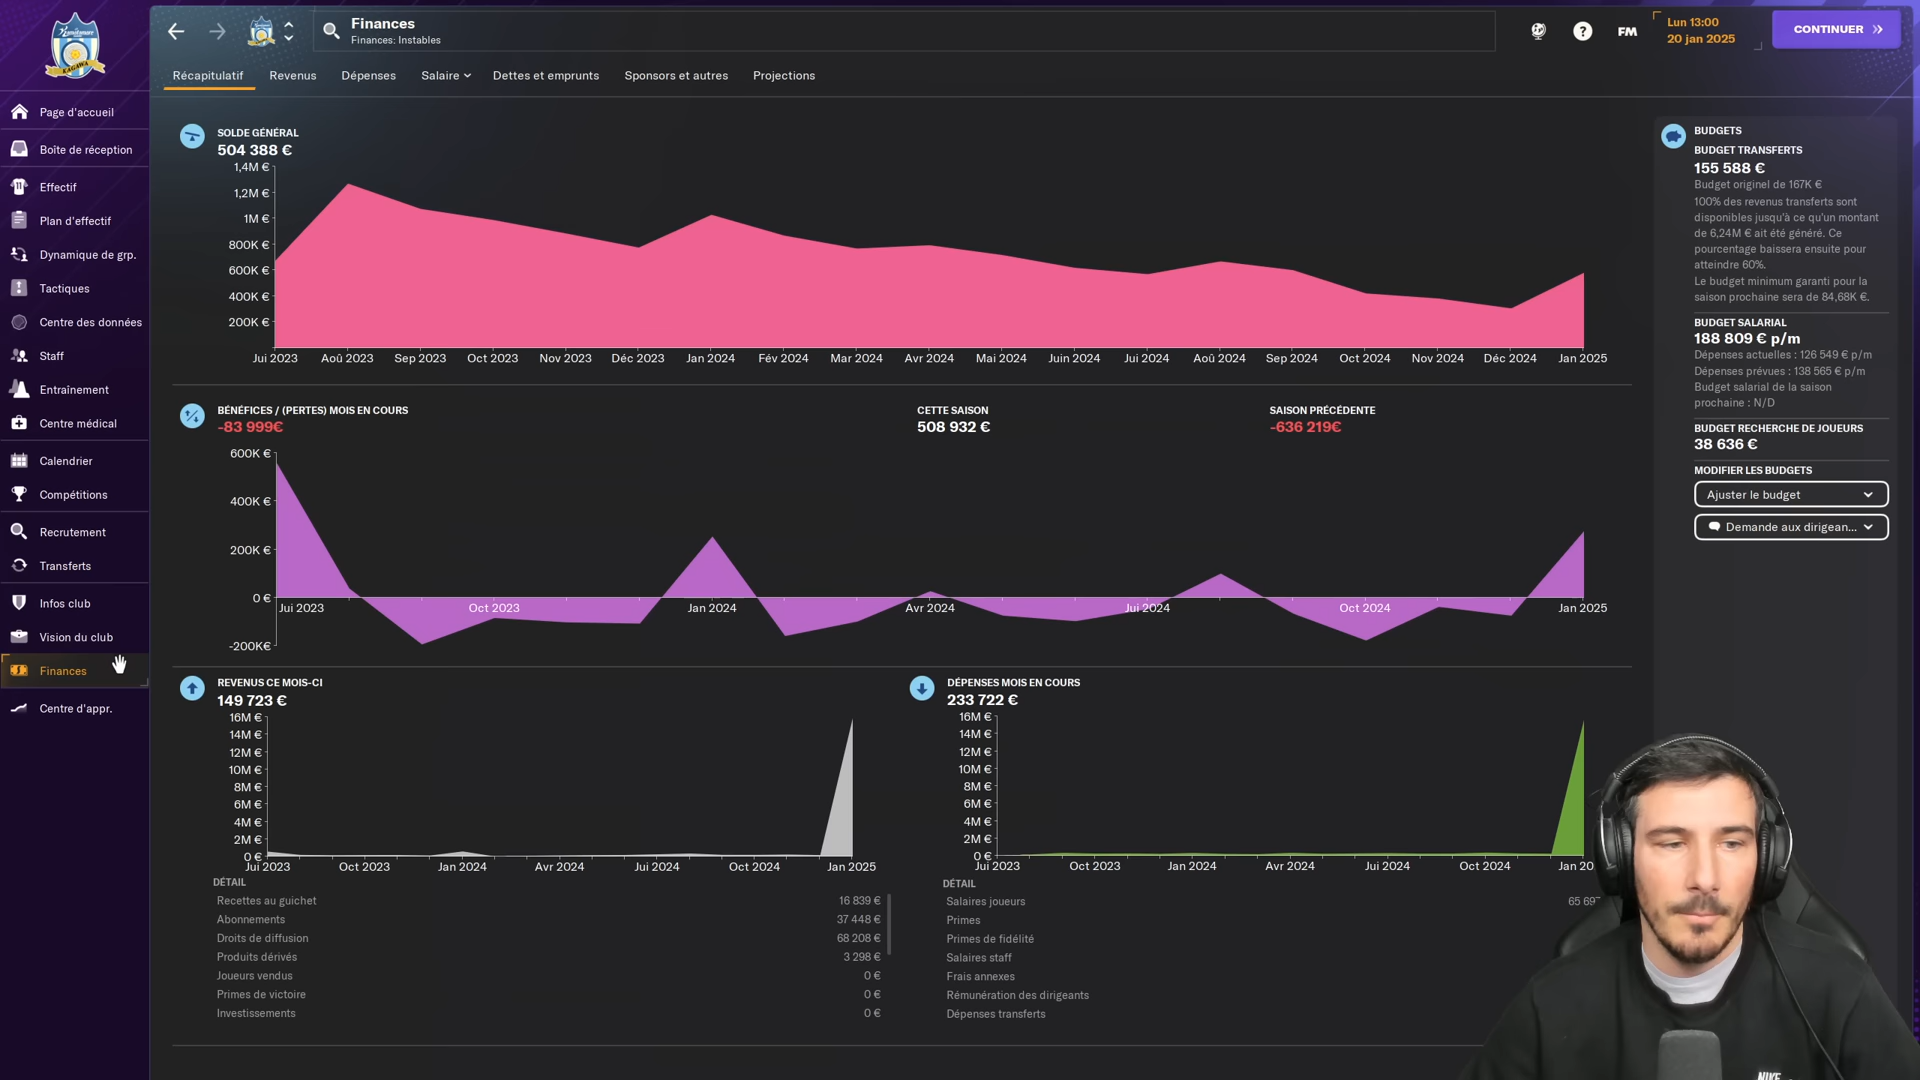 Kamatamare
KAGAWA
Finances
Finances: Instables
FM
Lun 13:00
20 jan 2025
CONTINUER
Récapitulatif
Revenus
Dépenses
Salaire
Dettes et emprunts
Sponsors et autres
Projections
Page d'accueil
Boîte de réception
Effectif
Plan d'effectif
Dynamique de grp.
Tactiques
Centre des données
Staff
Entraînement
Centre médical
Calendrier
Compétitions
Recrutement
Transferts
Infos club
Vision du club
Finances
Centre d'appr.
SOLDE GÉNÉRAL
504 388 €
1,4M €
1,2M €
1M €
800K €
600K €
400K €
200K €
Jui 2023
Aoû 2023
Sep 2023
Oct 2023
Nov 2023
Déc 2023
Jan 2024
Fév 2024
Mar 2024
Avr 2024
Mai 2024
Juin 2024
Jui 2024
Aoû 2024
Sep 2024
Oct 2024
Nov 2024
Déc 2024
Jan 2025
BÉNÉFICES / (PERTES) MOIS EN COURS
-83 999€
CETTE SAISON
508 932 €
SAISON PRÉCÉDENTE
-636 219€
600K €
400K €
200K €
0 €
-200K€
Jui 2023
Oct 2023
Jan 2024
Avr 2024
Jui 2024
Oct 2024
Jan 2025
REVENUS CE MOIS-CI
149 723 €
16M €
14M €
12M €
10M €
8M €
6M €
4M €
2M €
0 €
Jui 2023
Oct 2023
Jan 2024
Avr 2024
Jui 2024
Oct 2024
Jan 2025
DÉTAIL
Recettes au guichet 16 839 €
Abonnements 37 448 €
Droits de diffusion 68 208 €
Produits dérivés 3 298 €
Joueurs vendus 0 €
Primes de victoire 0 €
Investissements 0 €
DÉPENSES MOIS EN COURS
233 722 €
16M €
14M €
12M €
10M €
8M €
6M €
4M €
2M €
0 €
Jui 2023
Oct 2023
Jan 2024
Avr 2024
Jui 2024
Oct 2024
Jan 20
DÉTAIL
Salaires joueurs 65 697
Primes
Primes de fidélité
Salaires staff
Frais annexes
Rémunération des dirigeants
Dépenses transferts
BUDGETS
BUDGET TRANSFERTS
155 588 €
Budget originel de 167K €
100% des revenus transferts sont
disponibles jusqu'à ce qu'un montant
de 6,24M € ait été généré. Ce
pourcentage baissera ensuite pour
atteindre 60%.
Le budget minimum garanti pour la
saison prochaine sera de 84,68K €.
BUDGET SALARIAL
188 809 € p/m
Dépenses actuelles : 126 549 € p/m
Dépenses prévues : 138 565 € p/m
Budget salarial de la saison
prochaine : N/D
BUDGET RECHERCHE DE JOUEURS
38 636 €
MODIFIER LES BUDGETS
Ajuster le budget
Demande aux dirigean...
NIKE